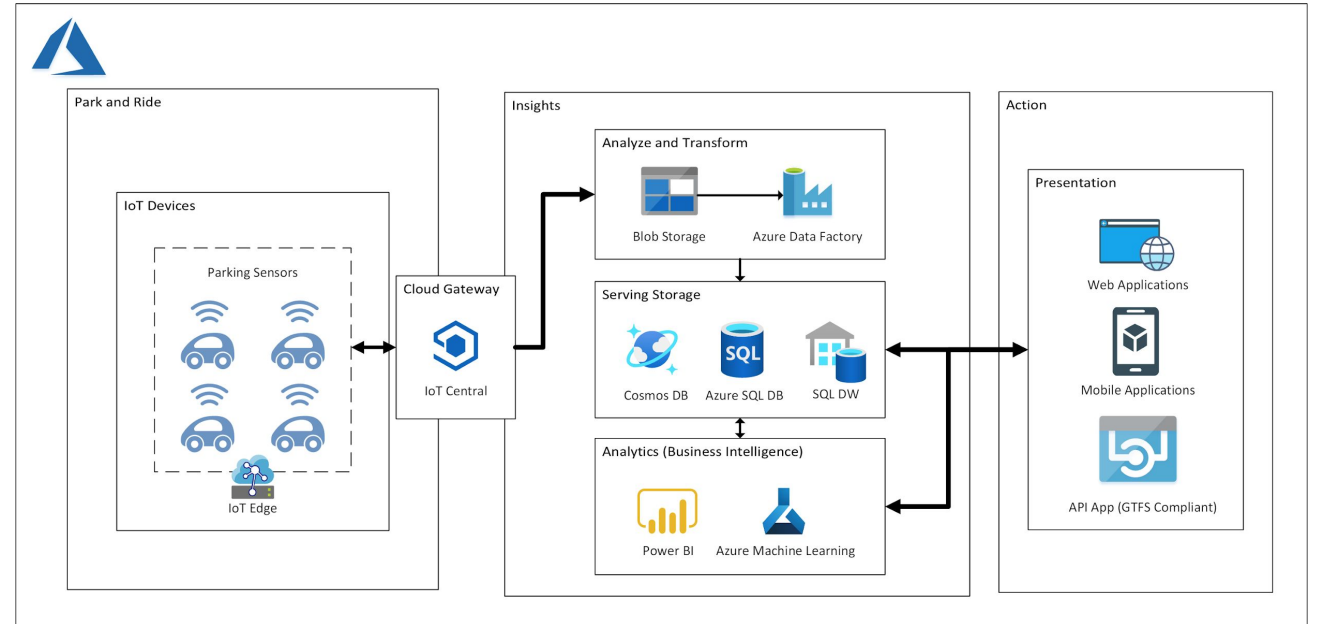 Park and Ride
IoT Devices
Parking Sensors
IoT Edge
Cloud Gateway
IoT Central
Insights
Analyze and Transform
Blob Storage
Azure Data Factory
Serving Storage
SQL
Cosmos DB
Azure SQL DB
SQL DW
Analytics (Business Intelligence)
Power BI
Azure Machine Learning
Action
Presentation
Web Applications
Mobile Applications
API App (GTFS Compliant)